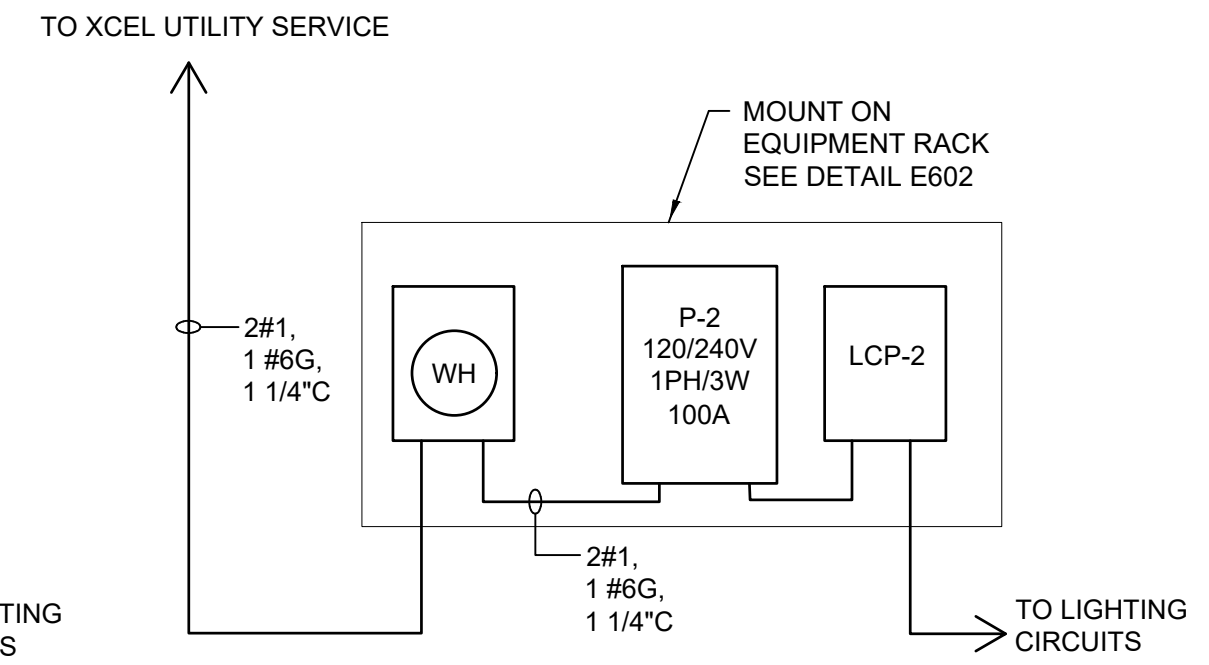 TO XCEL UTILITY SERVICE
MOUNT ON
EQUIPMENT RACK
SEE DETAIL E602
2#1,
1 #6G,
1 1/4"C
WH
P-2
120/240V
1PH/3W
100A
LCP-2
2#1,
1 #6G,
1 1/4"C
TING
S
TO LIGHTING
CIRCUITS